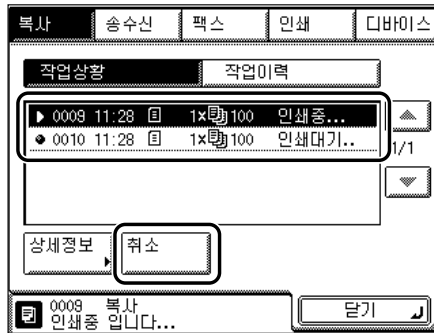 복사 송수신 팩스 인쇄 디바이스
작업상황 작업이력
0009 11:28 1×100 인쇄중...
0010 11:28 1×100 인쇄대기..
1/1
상세정보 취소
0009 복사
인쇄중 입니다...
닫기